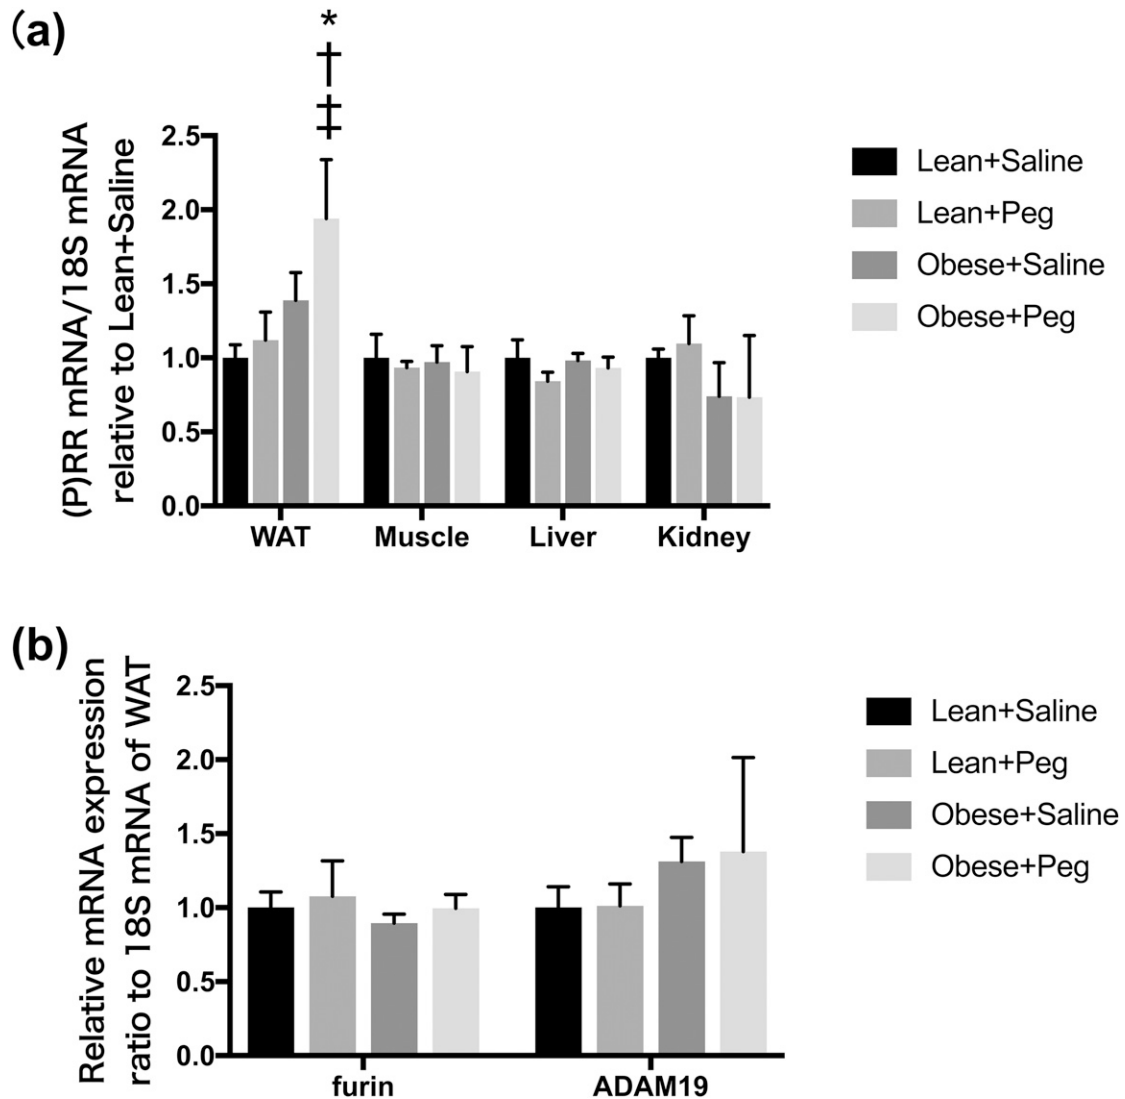 (a)
*
†
‡
(P)RR mRNA/18S mRNA
relative to Lean+Saline
2.5
2.0
1.5
1.0
0.5
0.0
WAT Muscle Liver Kidney
Lean+Saline
Lean+Peg
Obese+Saline
Obese+Peg
(b)
Relative mRNA expression
ratio to 18S mRNA of WAT
2.5
2.0
1.5
1.0
0.5
0.0
furin ADAM19
Lean+Saline
Lean+Peg
Obese+Saline
Obese+Peg